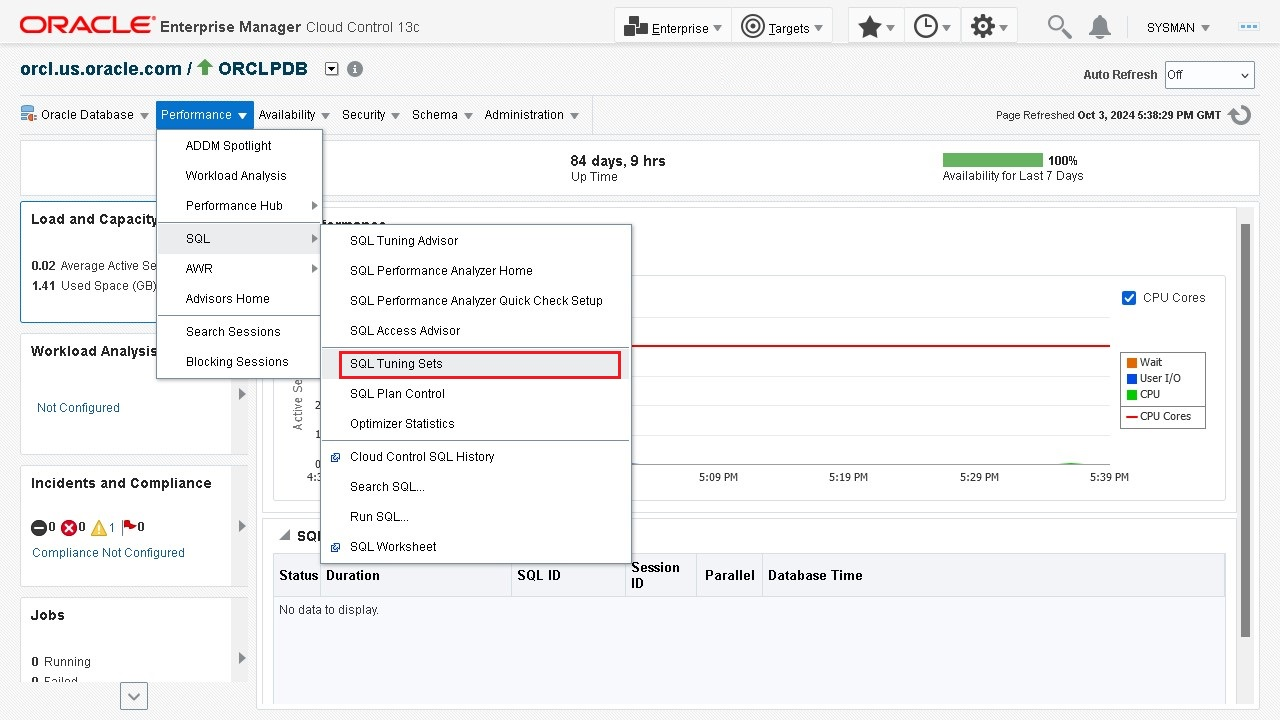 ORACLE Enterprise Manager Cloud Control 13c
Enterprise
Targets
SYSMAN
orcl.us.oracle.com / ORCLPDB
Auto Refresh Off
Oracle Database Performance Availability Security Schema Administration
Page Refreshed Oct 3, 2024 5:38:29 PM GMT
ADDM Spotlight
Workload Analysis
Performance Hub
SQL
AWR
Advisors Home
Search Sessions
Blocking Sessions
SQL Tuning Advisor
SQL Performance Analyzer Home
SQL Performance Analyzer Quick Check Setup
SQL Access Advisor
SQL Tuning Sets
SQL Plan Control
Optimizer Statistics
Cloud Control SQL History
Search SQL...
Run SQL...
SQL Worksheet
84 days, 9 hrs
Up Time
100%
Availability for Last 7 Days
Load and Capacity
0.02 Average Active Se
1.41 Used Space (GB)
Workload Analysis
Not Configured
Incidents and Compliance
0 0 1 0
Compliance Not Configured
Jobs
0 Running
0 Failed
CPU Cores
Active Se
2
1
0
4:3
5:09 PM 5:19 PM 5:29 PM 5:39 PM
Wait
User I/O
CPU
CPU Cores
SQL
Status Duration SQL ID Session ID Parallel Database Time
No data to display.